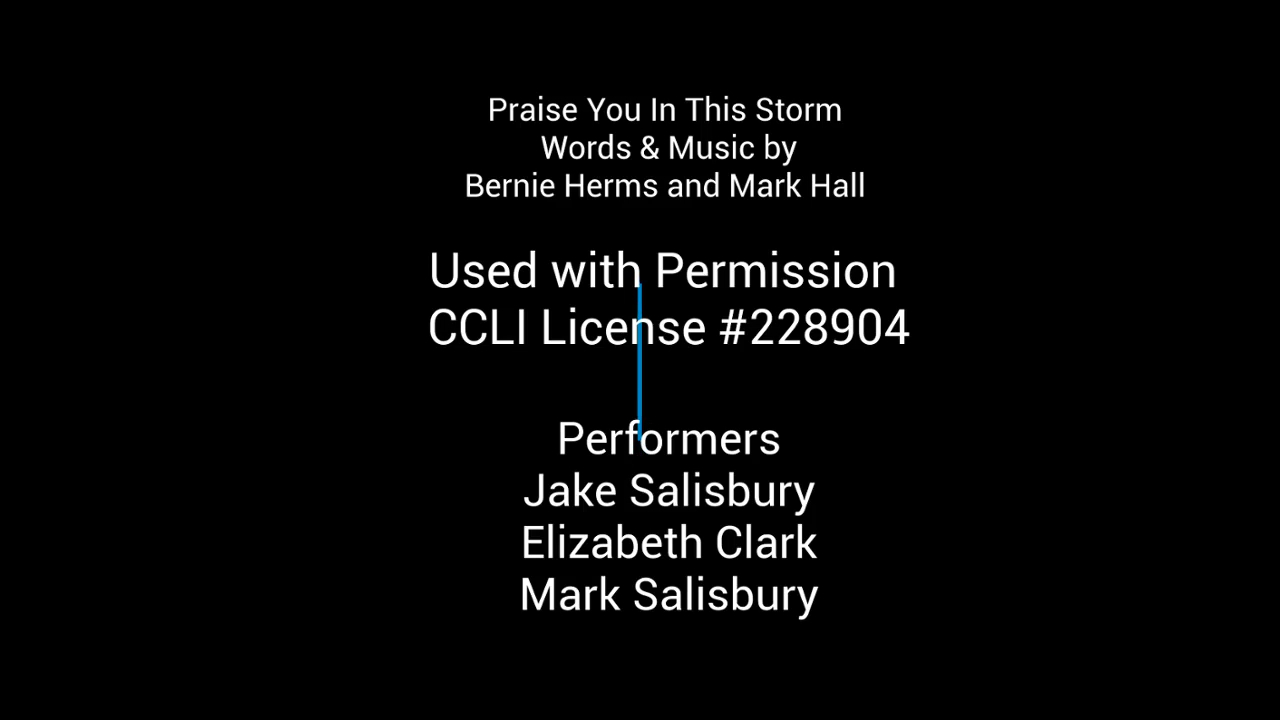 Praise You In This Storm
Words & Music by
Bernie Herms and Mark Hall
Used with Permission
CCLI License #228904
Performers
Jake Salisbury
Elizabeth Clark
Mark Salisbury